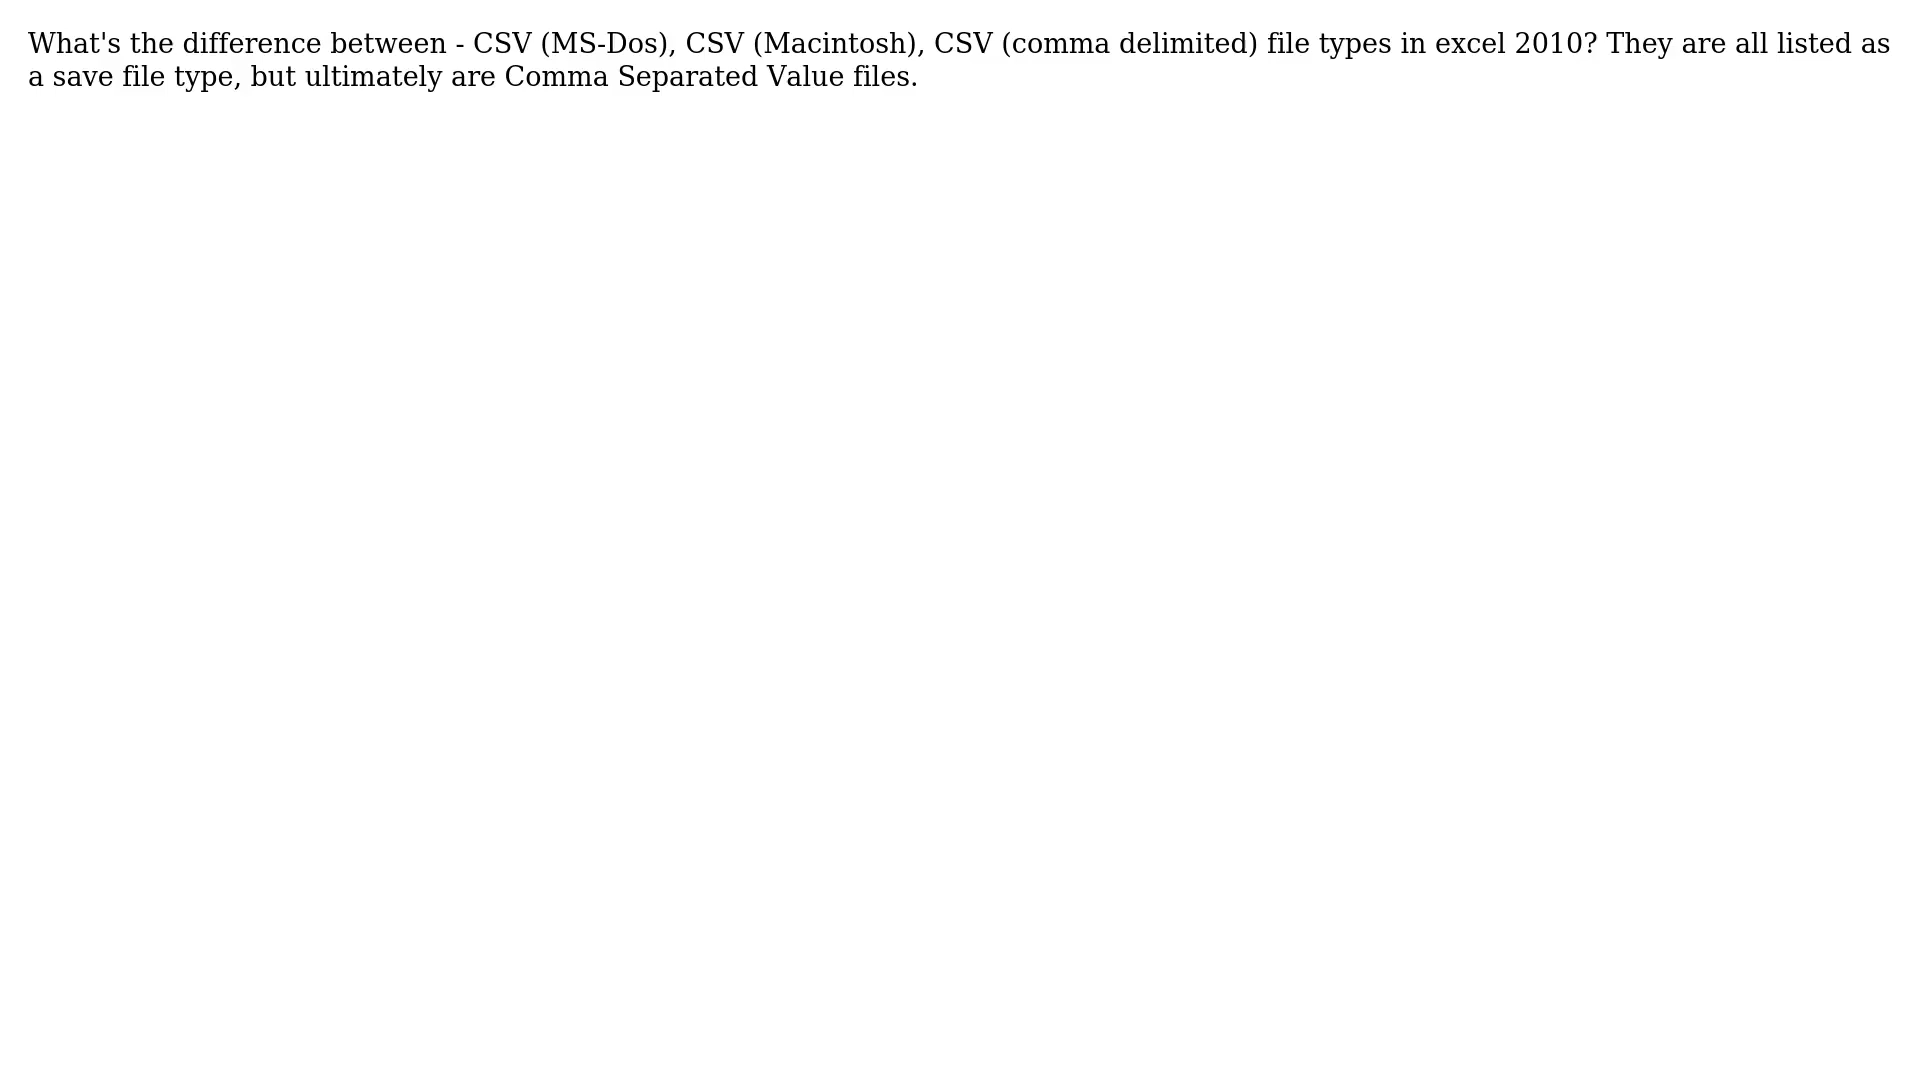 What's the difference between - CSV (MS-Dos), CSV (Macintosh), CSV (comma delimited) file types in excel 2010? They are all listed as
a save file type, but ultimately are Comma Separated Value files.